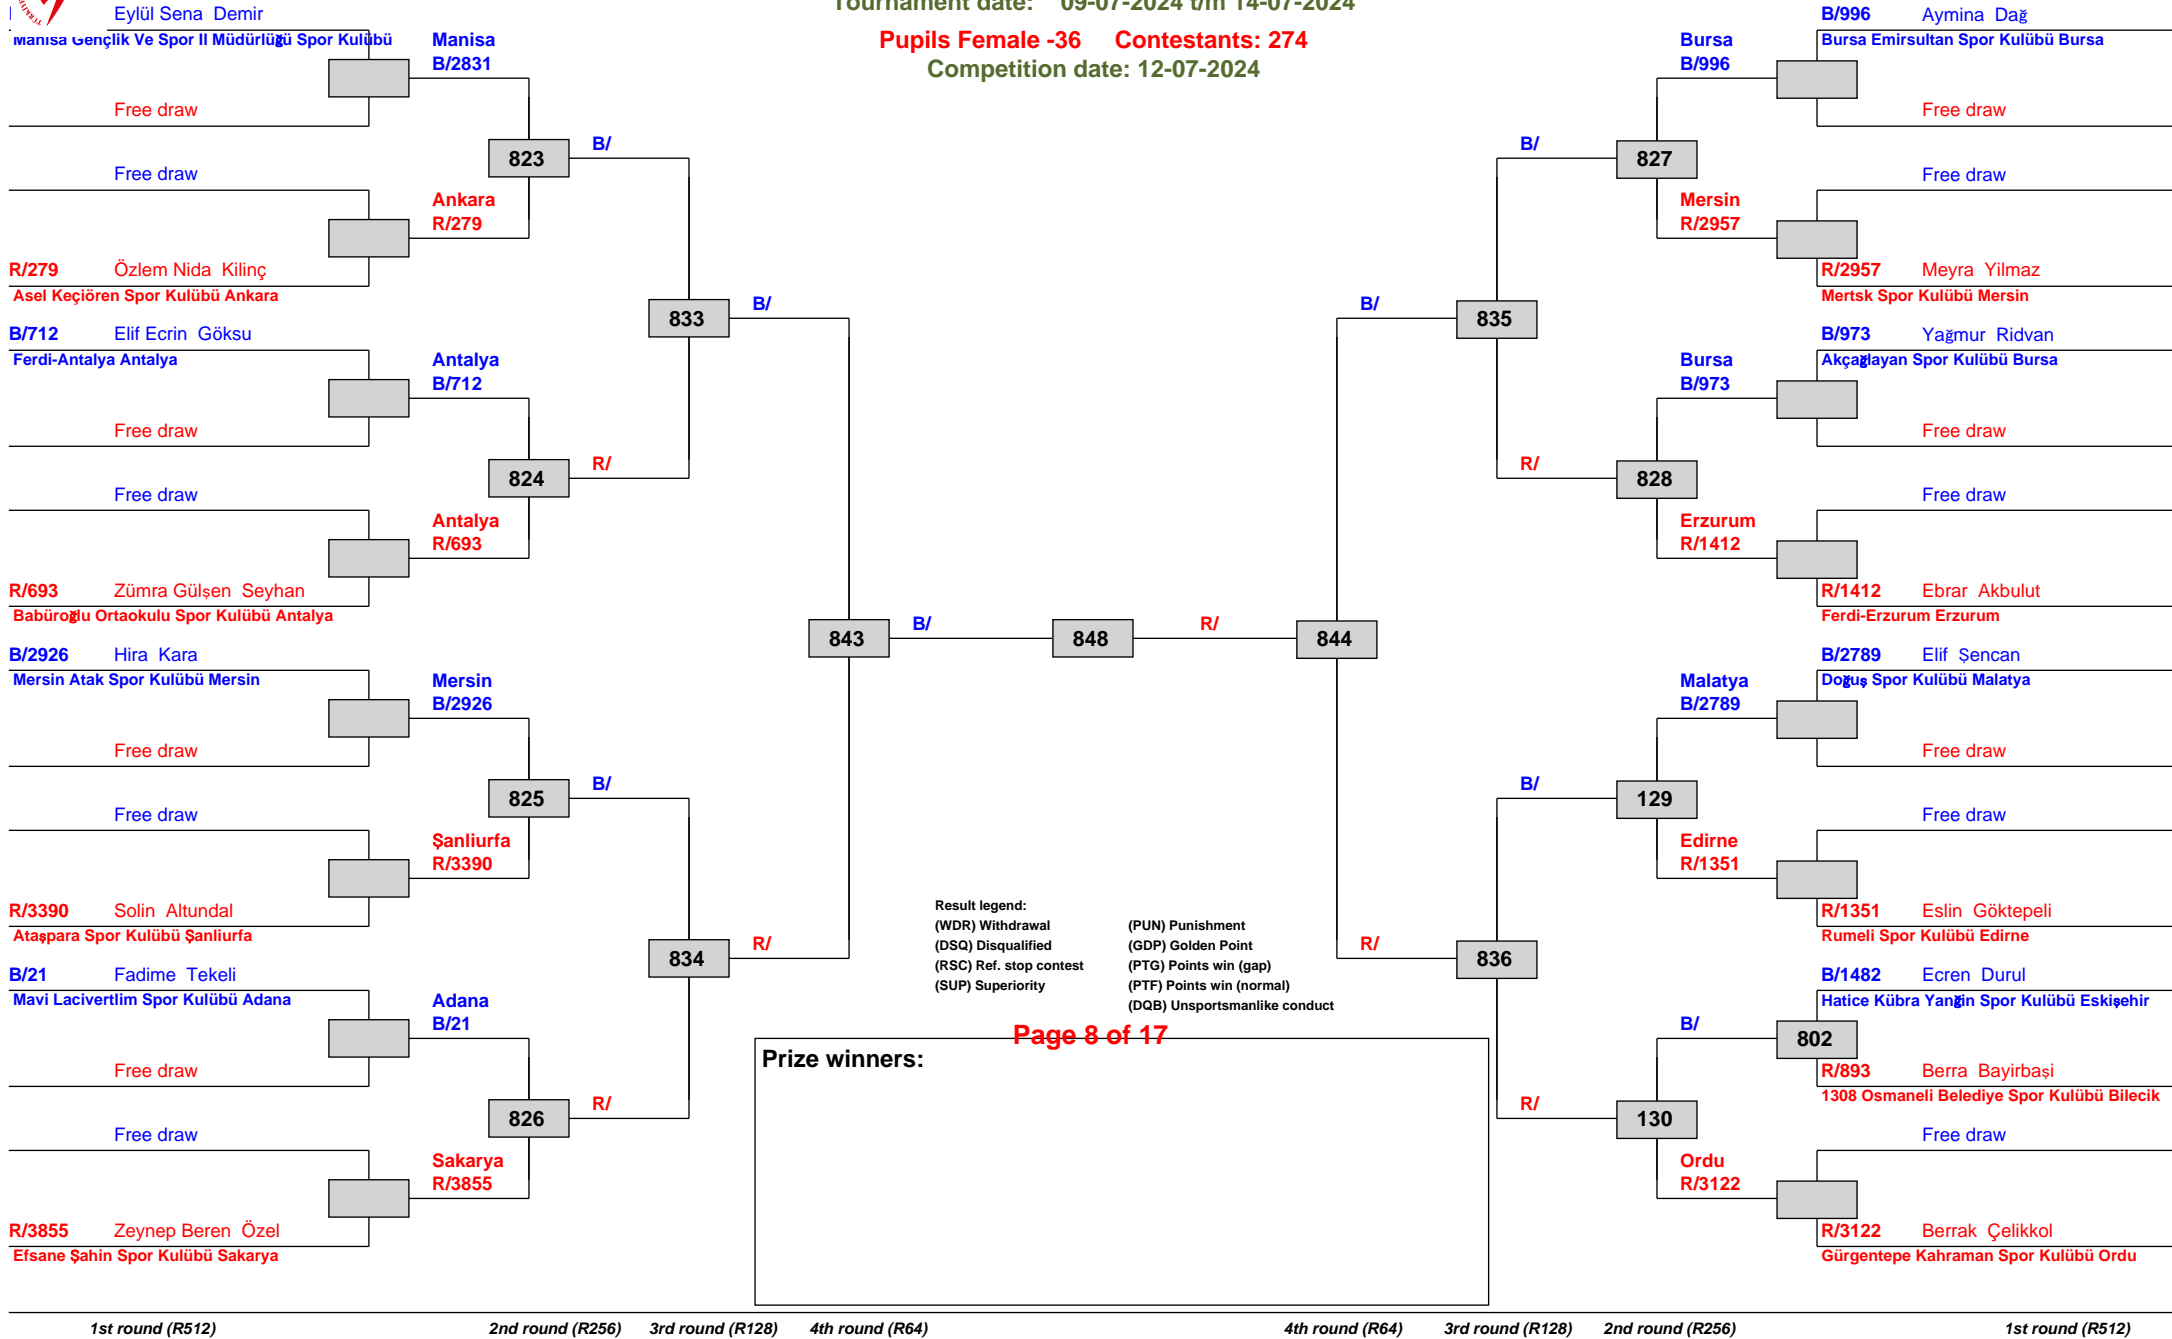 Tournament date: 09-07-2024 t/m 14-07-2024
Pupils Female -36 Contestants: 274
Competition date: 12-07-2024
Eylül Sena Demir
Manisa Gençlik Ve Spor Il Müdürlüğü Spor Kulübü
Free draw
Free draw
R/279 Özlem Nida Kilinç
Asel Keçiören Spor Kulübü Ankara
B/712 Elif Ecrin Göksu
Ferdi-Antalya Antalya
Free draw
Free draw
R/693 Zümra Gülşen Seyhan
Babüroğlu Ortaokulu Spor Kulübü Antalya
B/2926 Hira Kara
Mersin Atak Spor Kulübü Mersin
Free draw
Free draw
R/3390 Solin Altundal
Ataşpara Spor Kulübü Şanliurfa
B/21 Fadime Tekeli
Mavi Lacivertlim Spor Kulübü Adana
Free draw
Free draw
R/3855 Zeynep Beren Özel
Efsane Şahin Spor Kulübü Sakarya
Manisa
B/2831
823
Ankara
R/279
Antalya
B/712
824
Antalya
R/693
Mersin
B/2926
825
Şanliurfa
R/3390
Adana
B/21
826
Sakarya
R/3855
B/
833
R/
B/
834
R/
B/
843
R/
B/
848
R/
B/
844
R/
B/
835
R/
B/
836
R/
Bursa
B/996
827
Mersin
R/2957
Bursa
B/973
828
Erzurum
R/1412
Malatya
B/2789
129
Edirne
R/1351
B/
130
Ordu
R/3122
B/996 Aymina Dağ
Bursa Emirsultan Spor Kulübü Bursa
Free draw
Free draw
R/2957 Meyra Yilmaz
Mertsk Spor Kulübü Mersin
B/973 Yağmur Ridvan
Akçağlayan Spor Kulübü Bursa
Free draw
Free draw
R/1412 Ebrar Akbulut
Ferdi-Erzurum Erzurum
B/2789 Elif Şencan
Doğuş Spor Kulübü Malatya
Free draw
Free draw
R/1351 Eslin Göktepeli
Rumeli Spor Kulübü Edirne
B/1482 Ecren Durul
Hatice Kübra Yanğin Spor Kulübü Eskişehir
802
R/893 Berra Bayirbaşi
1308 Osmaneli Belediye Spor Kulübü Bilecik
Free draw
R/3122 Berrak Çelikkol
Gürgentepe Kahraman Spor Kulübü Ordu
Result legend:
(WDR) Withdrawal (PUN) Punishment
(DSQ) Disqualified (GDP) Golden Point
(RSC) Ref. stop contest (PTG) Points win (gap)
(SUP) Superiority (PTF) Points win (normal)
(DQB) Unsportsmanlike conduct
Page 8 of 17
Prize winners:
1st round (R512) 2nd round (R256) 3rd round (R128) 4th round (R64) 4th round (R64) 3rd round (R128) 2nd round (R256) 1st round (R512)